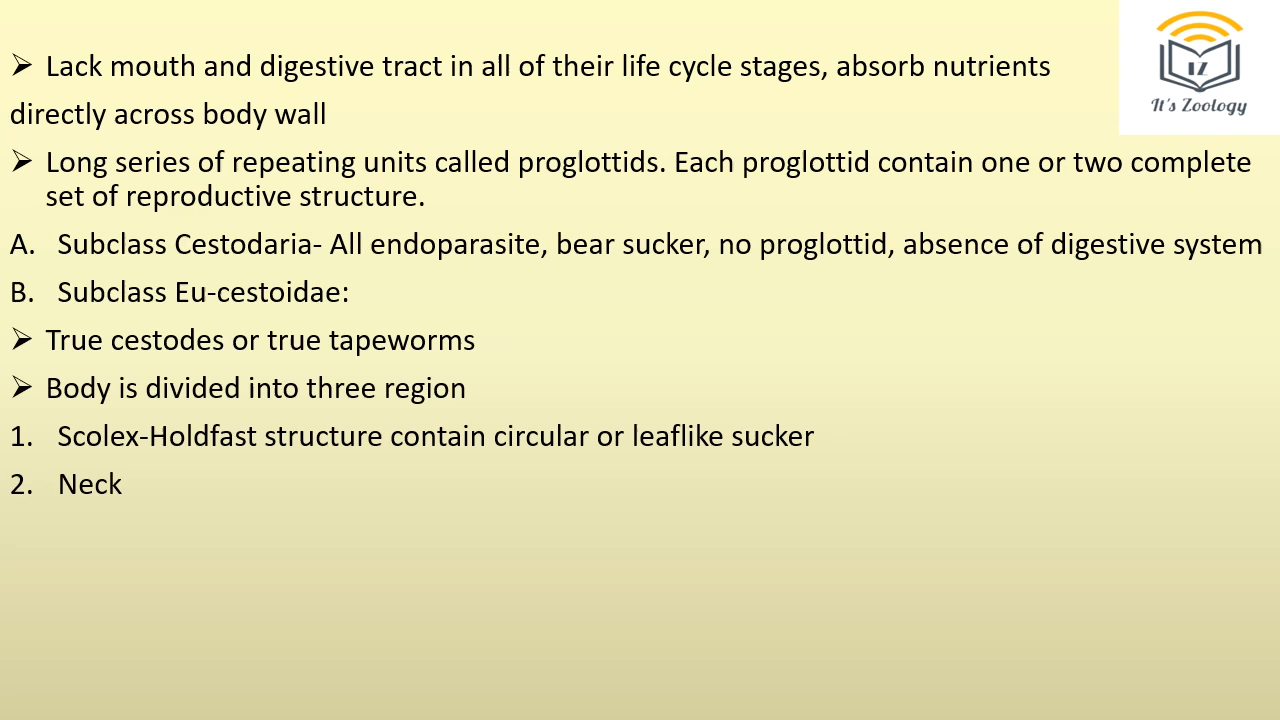 ➢ Lack mouth and digestive tract in all of their life cycle stages, absorb nutrients
directly across body wall
➢ Long series of repeating units called proglottids. Each proglottid contain one or two complete
set of reproductive structure.
A. Subclass Cestodaria- All endoparasite, bear sucker, no proglottid, absence of digestive system
B. Subclass Eu-cestoidae:
➢ True cestodes or true tapeworms
➢ Body is divided into three region
1. Scolex-Holdfast structure contain circular or leaflike sucker
2. Neck
IZ
It's Zoology